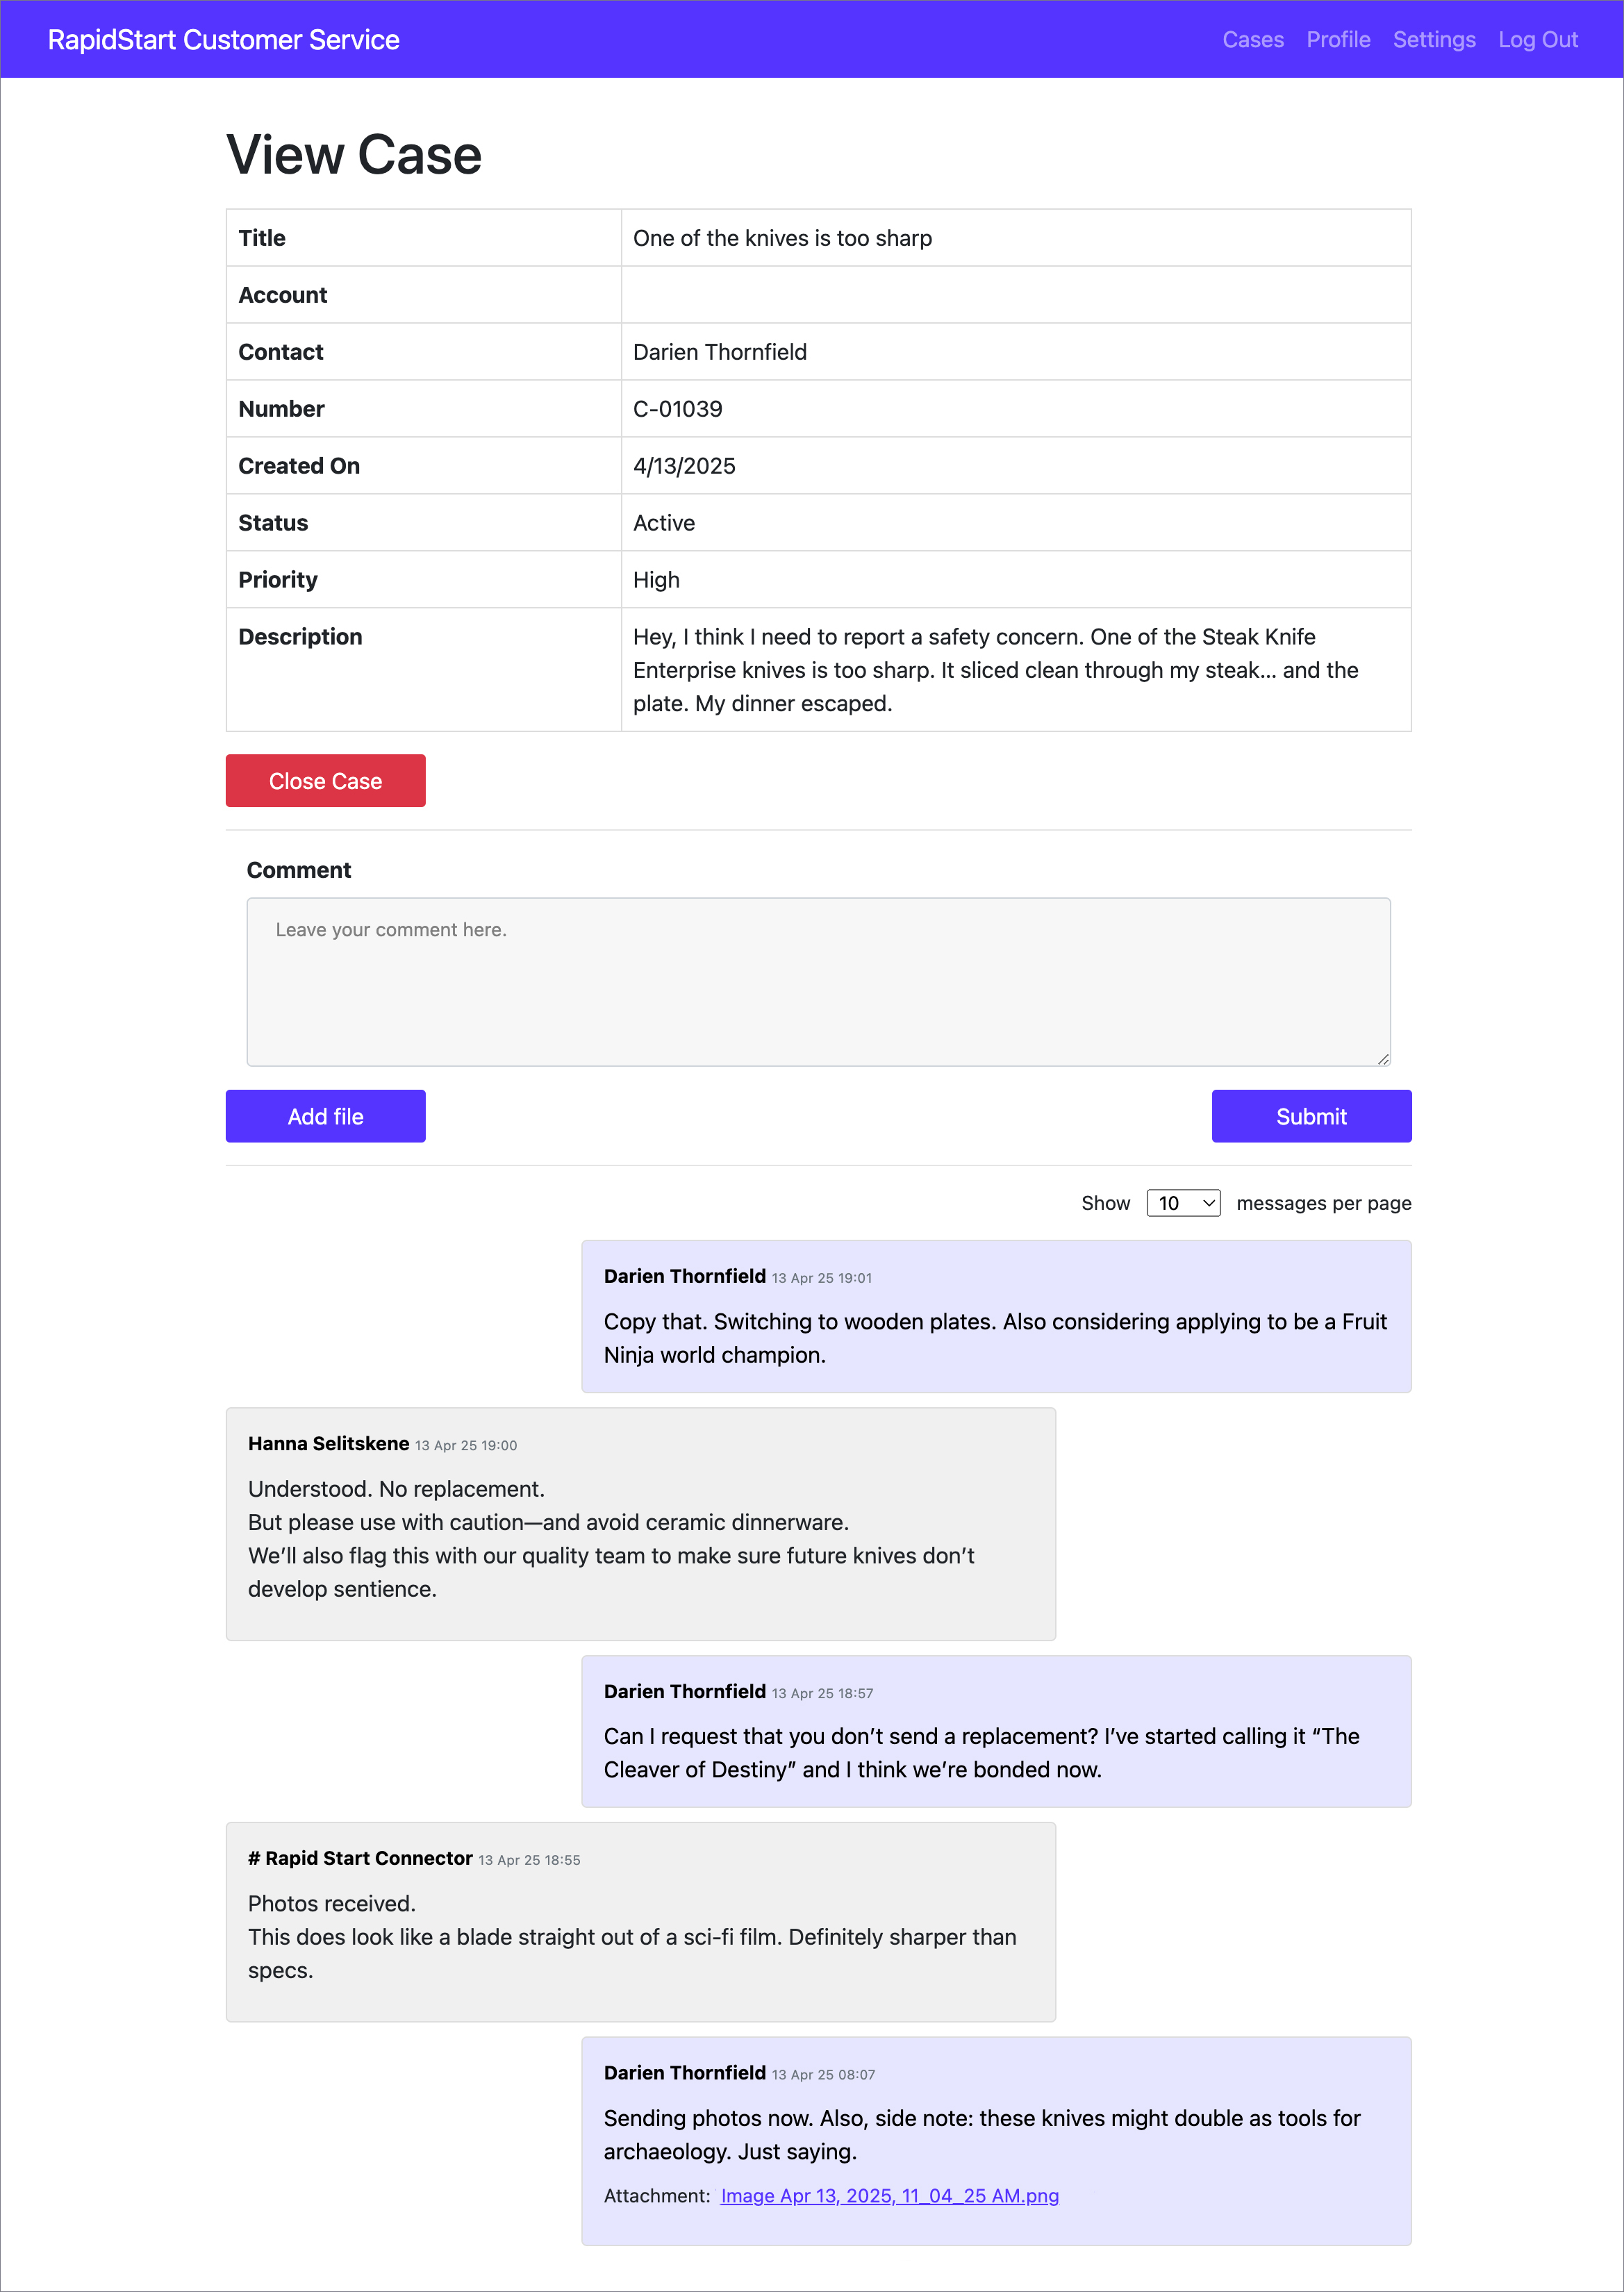 RapidStart Customer Service
Cases Profile Settings Log Out
View Case
Title One of the knives is too sharp
Account
Contact Darien Thornfield
Number C-01039
Created On 4/13/2025
Status Active
Priority High
Description Hey, I think I need to report a safety concern. One of the Steak Knife
Enterprise knives is too sharp. It sliced clean through my steak... and the
plate. My dinner escaped.
Close Case
Comment
Leave your comment here.
Add file Submit
Show 10 messages per page
Darien Thornfield 13 Apr 25 19:01
Copy that. Switching to wooden plates. Also considering applying to be a Fruit
Ninja world champion.
Hanna Selitskene 13 Apr 25 19:00
Understood. No replacement.
But please use with caution—and avoid ceramic dinnerware.
We’ll also flag this with our quality team to make sure future knives don’t
develop sentience.
Darien Thornfield 13 Apr 25 18:57
Can I request that you don’t send a replacement? I’ve started calling it “The
Cleaver of Destiny” and I think we’re bonded now.
# Rapid Start Connector 13 Apr 25 18:55
Photos received.
This does look like a blade straight out of a sci-fi film. Definitely sharper than
specs.
Darien Thornfield 13 Apr 25 08:07
Sending photos now. Also, side note: these knives might double as tools for
archaeology. Just saying.
Attachment: Image Apr 13, 2025, 11_04_25 AM.png